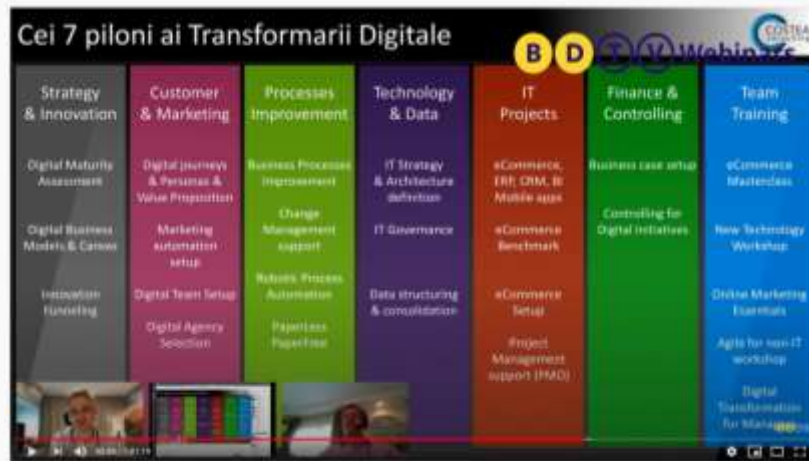 Cei 7 piloni ai Transformarii Digitale
BDTV Webinars
COSTEA
Strategy
& Innovation
Digital Maturity
Assessment
Digital Business
Models & Canvas
Innovation
Funneling
Customer
& Marketing
Digital Journeys
& Personas &
Value Proposition
Marketing
automation
setup
Digital Team Setup
Digital Agency
Selection
Processes
Improvement
Business Processes
Improvement
Change
Management
support
Robotic Process
Automation
PaperLess
PaperFree
Technology
& Data
IT Strategy
& Architecture
definition
IT Governance
Data structuring
& consolidation
IT
Projects
eCommerce,
ERP, CRM, BI
Mobile apps
eCommerce
Benchmark
eCommerce
Setup
Project
Management
support (PMO)
Finance &
Controlling
Business case setup
Controlling for
Digital Initiatives
Team
Training
eCommerce
Masterclass
New Technology
Workshop
Online Marketing
Essentials
Agile for non-IT
workshop
Digital
Transformation
for Managers